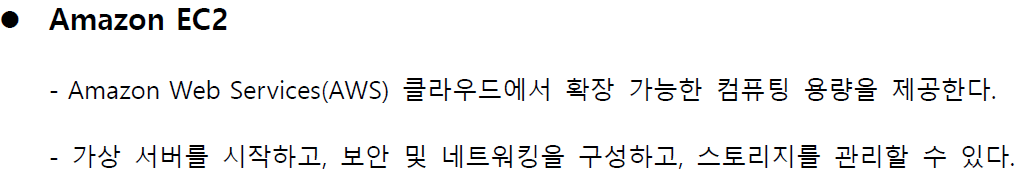 ● Amazon EC2
- Amazon Web Services(AWS) 클라우드에서 확장 가능한 컴퓨팅 용량을 제공한다.
- 가상 서버를 시작하고, 보안 및 네트워킹을 구성하고, 스토리지를 관리할 수 있다.